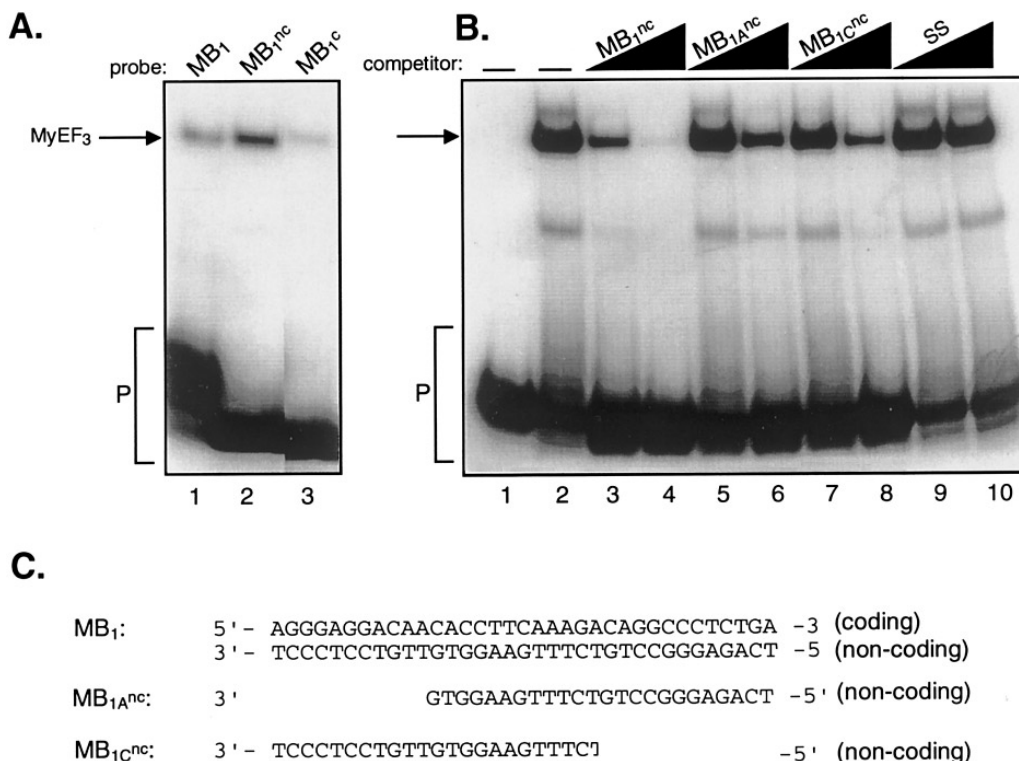 A.
probe: MB1 MB1nc MB1c
MyEF3
P
1 2 3
B.
competitor: — — MB1nc MB1Anc MB1Cnc SS
P
1 2 3 4 5 6 7 8 9 10
C.
MB1: 5'- AGGGAGGACAACACCTTCAAAGACAGGCCCTCTGA -3 (coding)
3'- TCCCTCCTGTTGTGGAAGTTTCTGTCCGGGAGACT -5 (non-coding)
MB1Anc: 3' GTGGAAGTTTCTGTCCGGGAGACT -5' (non-coding)
MB1Cnc: 3'- TCCCTCCTGTTGTGGAAGTTTC -5' (non-coding)